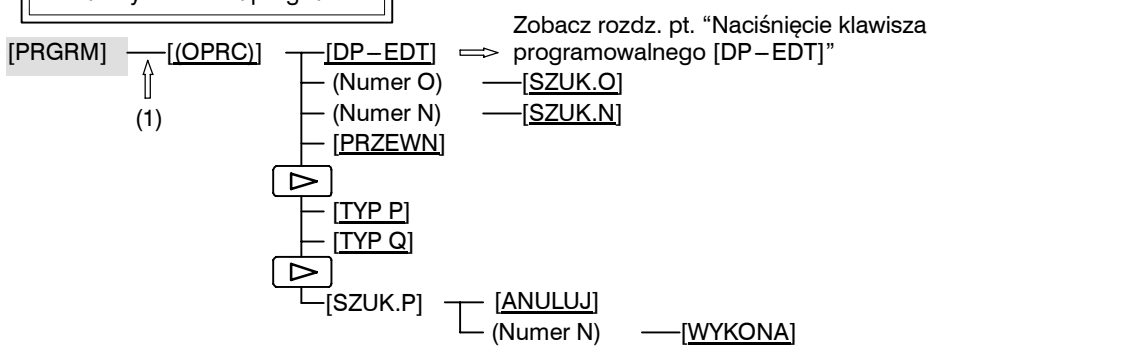 Zobacz rozdz. pt. “Naciśnięcie klawisza
[PRGRM] [(OPRC)] [DP–EDT] programowalnego [DP–EDT]”
(Numer O) [SZUK.O]
(1) (Numer N) [SZUK.N]
[PRZEWN]
[TYP P]
[TYP Q]
[SZUK.P] [ANULUJ]
(Numer N) [WYKONA]